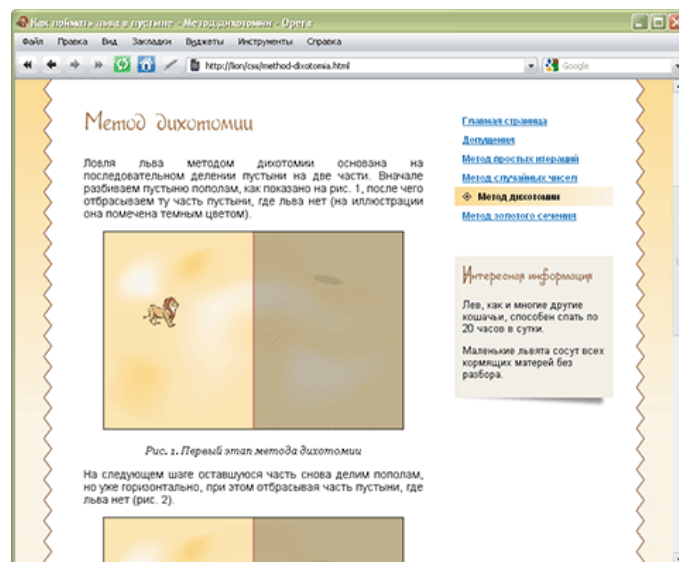 Как поймать льва в пустыне - Метод дихотомии - Opera
Файл Правка Вид Закладки Виджеты Инструменты Справка
http://lion/css/method-dixotomia.html
Google
Метод дихотомии
Ловля льва методом дихотомии основана на
последовательном делении пустыни на две части. Вначале
разбиваем пустыню пополам, как показано на рис. 1, после чего
отбрасываем ту часть пустыни, где льва нет (на иллюстрации
она помечена темным цветом).
Рис. 1. Первый этап метода дихотомии
На следующем шаге оставшуюся часть снова делим пополам,
но уже горизонтально, при этом отбрасывая часть пустыни, где
льва нет (рис. 2).
Главная страница
Допущения
Метод простых итераций
Метод случайных чисел
Метод дихотомии
Метод золотого сечения
Интересная информация
Лев, как и многие другие
кошачьи, способен спать по
20 часов в сутки.
Маленькие львята сосут всех
кормящих матерей без
разбора.